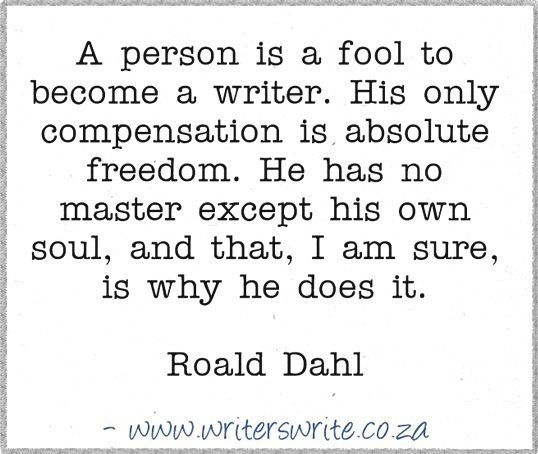 A person is a fool to
become a writer. His only
compensation is absolute
freedom. He has no
master except his own
soul, and that, I am sure,
is why he does it.
Roald Dahl
- www.writerswrite.co.za